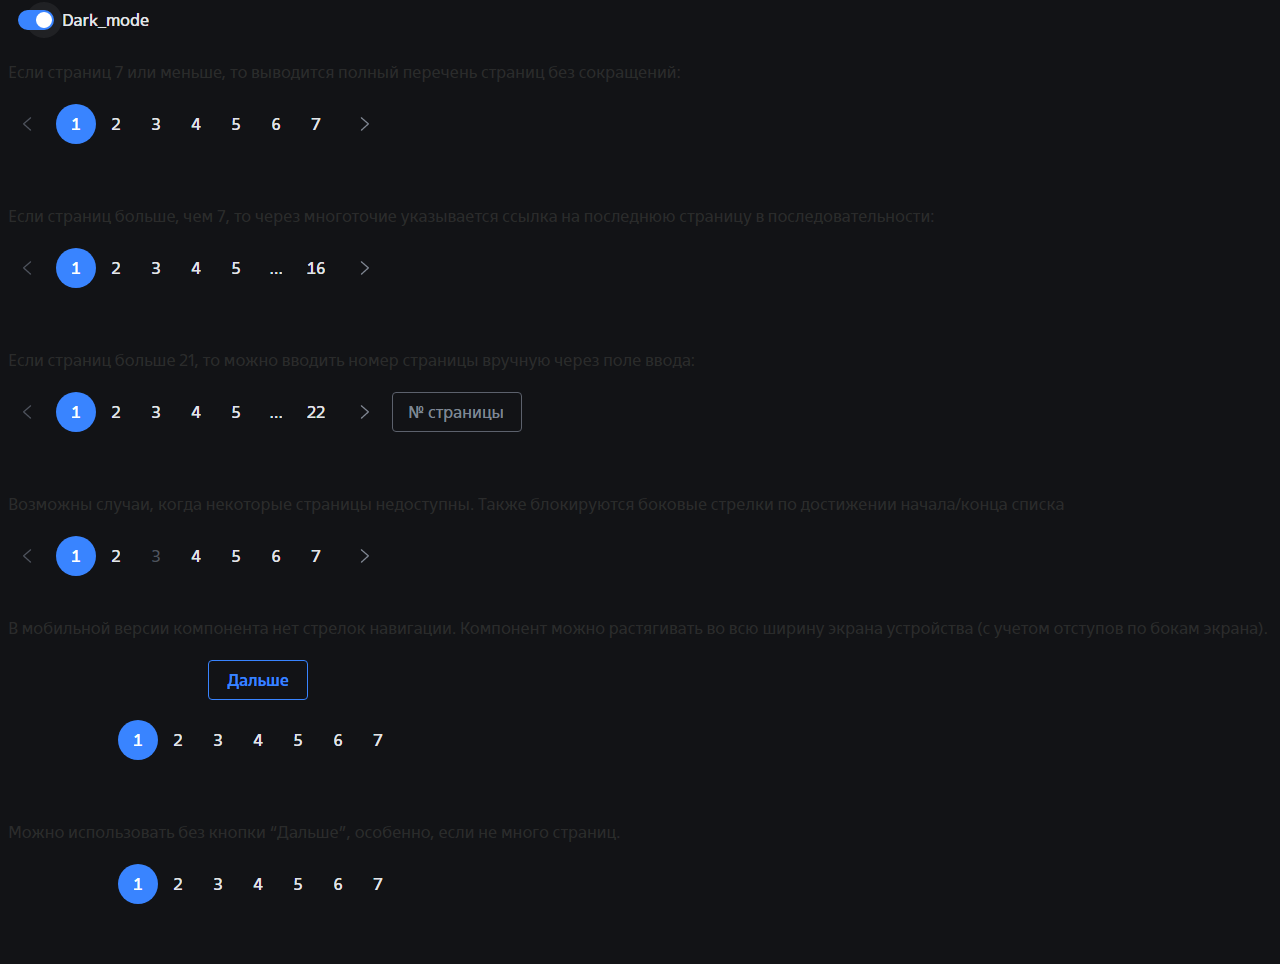 Dark_mode
Если страниц 7 или меньше, то выводится полный перечень страниц без сокращений:
1 2 3 4 5 6 7
Если страниц больше, чем 7, то через многоточие указывается ссылка на последнюю страницу в последовательности:
1 2 3 4 5 ... 16
Если страниц больше 21, то можно вводить номер страницы вручную через поле ввода:
1 2 3 4 5 ... 22 № страницы
Возможны случаи, когда некоторые страницы недоступны. Также блокируются боковые стрелки по достижении начала/конца списка
1 2 3 4 5 6 7
В мобильной версии компонента нет стрелок навигации. Компонент можно растягивать во всю ширину экрана устройства (с учетом отступов по бокам экрана).
Дальше
1 2 3 4 5 6 7
Можно использовать без кнопки “Дальше”, особенно, если не много страниц.
1 2 3 4 5 6 7